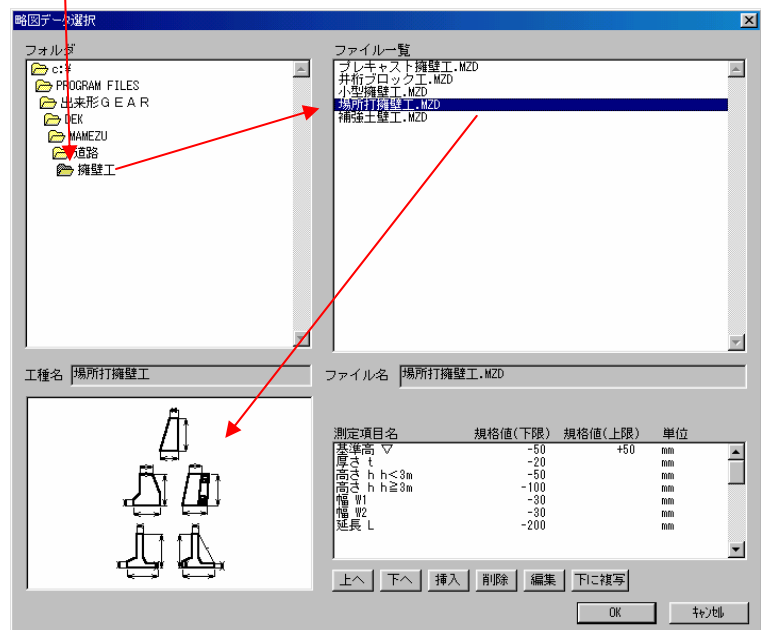 略図データ選択
フォルダ
c:¥
PROGRAM FILES
出来形ＧＥＡＲ
DEK
MAMEZU
道路
擁壁工
ファイル一覧
プレキャスト擁壁工.MZD
井桁ブロック工.MZD
小型擁壁工.MZD
場所打擁壁工.MZD
補強土壁工.MZD
工種名 場所打擁壁工
ファイル名 場所打擁壁工.MZD
測定項目名 規格値(下限) 規格値(上限) 単位
基準高 ▽ -50 +50 mm
厚さ t -20 mm
高さ h h<3m -50 mm
高さ h h≧3m -100 mm
幅 W1 -30 mm
幅 W2 -30 mm
延長 L -200 mm
上へ 下へ 挿入 削除 編集 下に複写
OK ｷｬﾝｾﾙ